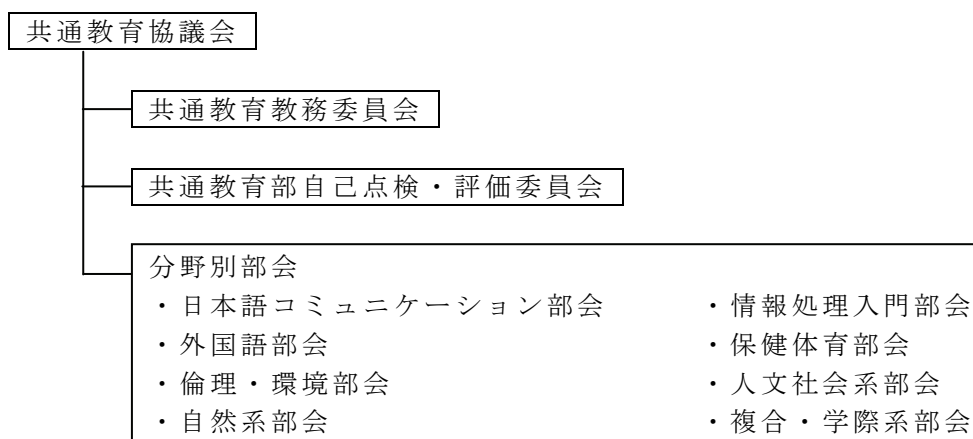 共通教育協議会
共通教育教務委員会
共通教育部自己点検・評価委員会
分野別部会
・日本語コミュニケーション部会　・情報処理入門部会
・外国語部会　・保健体育部会
・倫理・環境部会　・人文社会系部会
・自然系部会　・複合・学際系部会